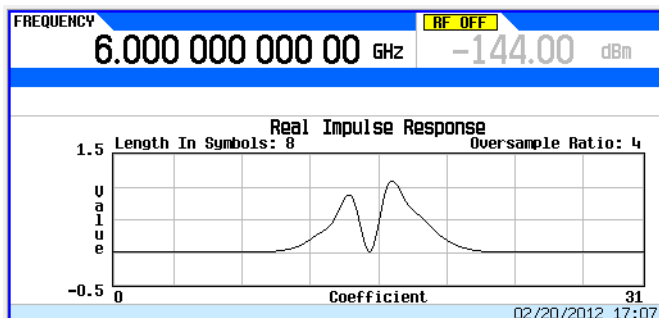 FREQUENCY
6.000 000 000 00 GHz
RF OFF
-144.00 dBm
Real Impulse Response
Length In Symbols: 8
Oversample Ratio: 4
1.5
Value
-0.5
0
Coefficient
31
02/20/2012 17:07